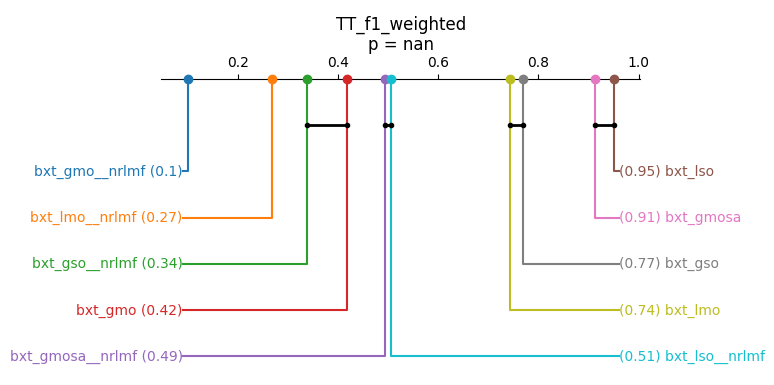 TT_f1_weighted
p = nan
0.2 0.4 0.6 0.8 1.0
bxt_gmo__nrlmf (0.1) (0.95) bxt_lso
bxt_lmo__nrlmf (0.27) (0.91) bxt_gmosa
bxt_gso__nrlmf (0.34) (0.77) bxt_gso
bxt_gmo (0.42) (0.74) bxt_lmo
bxt_gmosa__nrlmf (0.49) (0.51) bxt_lso__nrlmf